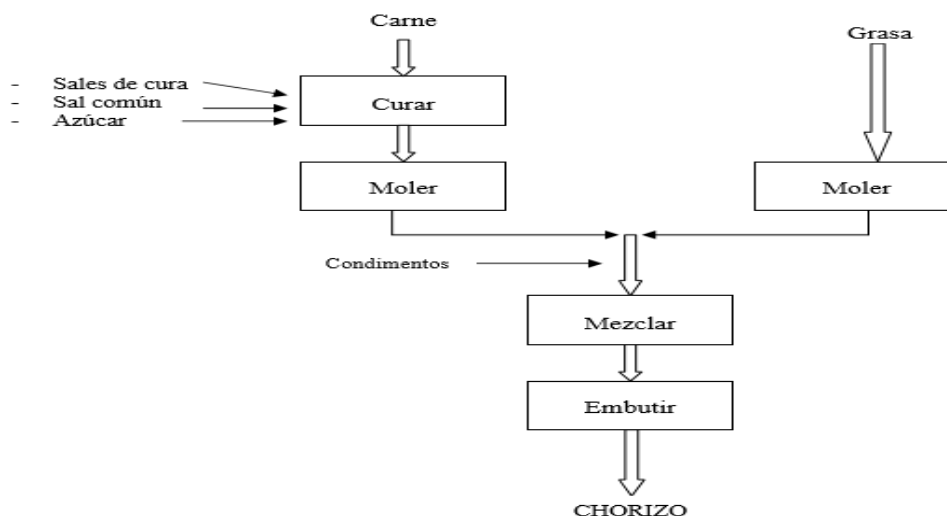 Carne
Grasa
- Sales de cura
- Sal común
- Azúcar
Curar
Moler
Moler
Condimentos
Mezclar
Embutir
CHORIZO